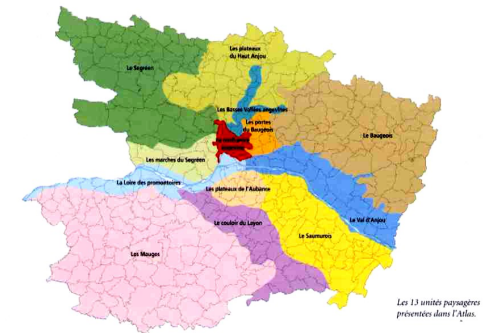 Les plateaux
du Haut Anjou
Le Segréen
Les Basses Vallées angevines
Les portes
du Baugeois
Le Baugeois
Les marches du Segréen
La Loire des promontoires
Les plateaux de l'Aubance
Le couloir du Layon
Le Val d'Anjou
Le Saumurois
Les Mauges
Les 13 unités paysagères
présentées dans l'Atlas.